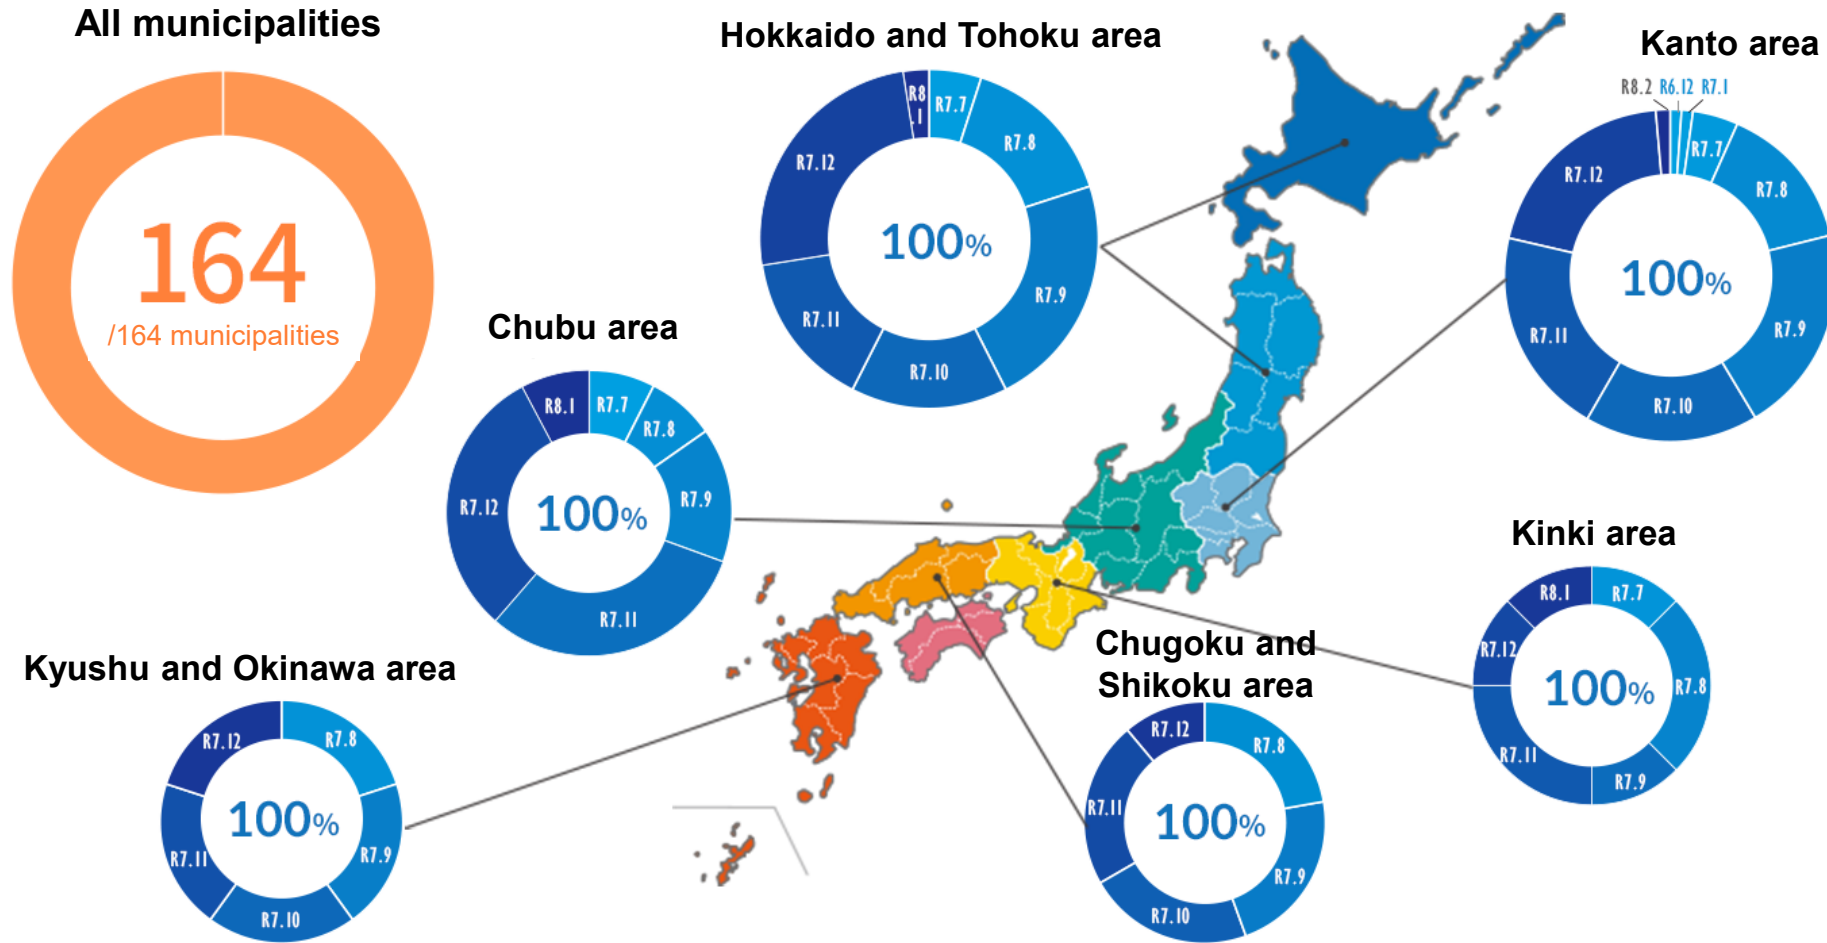 All municipalities
164
/164 municipalities
Hokkaido and Tohoku area
R8
.1
R7.7
R7.8
R7.9
R7.10
R7.11
R7.12
100%
Kanto area
R8.2 R6.12 R7.1
R7.7
R7.8
R7.9
R7.10
R7.11
R7.12
100%
Chubu area
R8.1
R7.7
R7.8
R7.9
R7.11
R7.12
100%
Kinki area
R8.1
R7.7
R7.8
R7.9
R7.11
R7.12
100%
Chugoku and
Shikoku area
R7.12
R7.8
R7.9
R7.10
R7.11
100%
Kyushu and Okinawa area
R7.12
R7.8
R7.9
R7.10
R7.11
100%